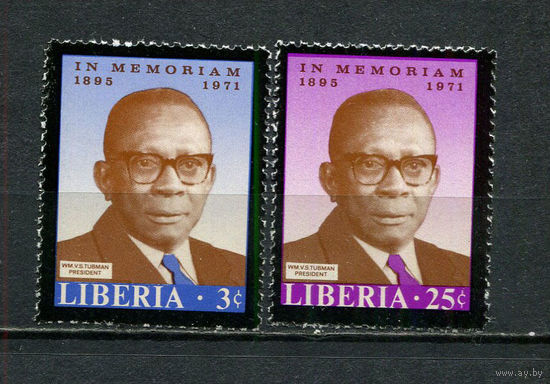 IN MEMORIAM
1895 1971
WM.V.S.TUBMAN
PRESIDENT
LIBERIA · 3¢
IN MEMORIAM
1895 1971
WM.V.S.TUBMAN
PRESIDENT
LIBERIA · 25¢
www.ay.by